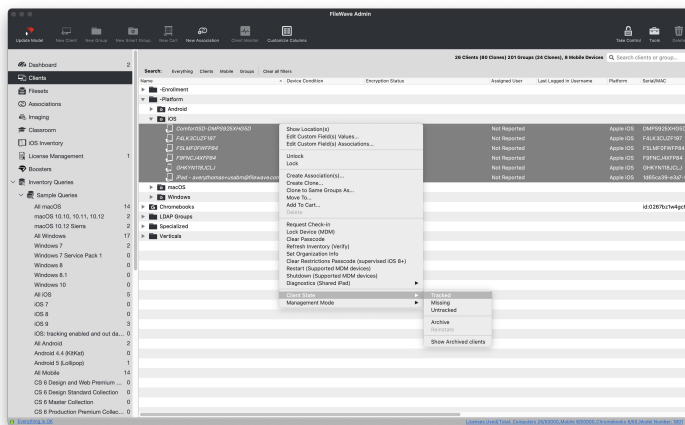 FileWave Admin
Update Model New Client New Group New Smart Group.. New Cart New Association Client Monitor Customize Columns Take Control Tools Delete
26 Clients (80 Clones) 201 Groups (24 Clones), 8 Mobile Devices Search clients or group...
Dashboard 2
Clients
Filesets
Associations
Imaging
Classroom
iOS Inventory
License Management 1
Boosters
Inventory Queries
Sample Queries
All macOS 14
macOS 10.10, 10.11, 10.12 2
macOS 10.12 Sierra 2
All Windows 17
Windows 7 2
Windows 7 Service Pack 1 0
Windows 8 0
Windows 8.1 0
Windows 10 0
All iOS 5
iOS 7 0
iOS 8 0
iOS 9 3
iOS: tracking enabled and out da... 0
All Android 2
Android 4.4 (KitKat) 0
Android 5 (Lollipop) 1
All Mobile 14
CS 6 Design and Web Premium ... 0
CS 6 Design Standard Collection 0
CS 6 Master Collection 0
CS 6 Production Premium Collec... 0
Search: Everything Clients Mobile Groups Clear all filters
Name Device Condition Encryption Status Assigned User Last Logged in Username Platform Serial/MAC
-Enrollment
-Platform
Android
iOS
Not Reported Apple iOS
F4LK3CUZF197 Not Reported Apple iOS F4LK3CUZF197
F5LMF0FWFP84 Not Reported Apple iOS F5LMF0FWFP84
F9FNCJ4XFP84 Not Reported Apple iOS F9FNCJ4XFP84
GHKYN118JCLJ Not Reported Apple iOS GHKYN118JCLJ
iPad - averythomas+usabm@filewave.com Not Reported Apple iOS
macOS
Windows
Chromebooks
LDAP Groups
Specialized
Verticals
Show Location(s)
Edit Custom Field(s) Values...
Edit Custom Field(s) Associations...
Unlock
Lock
Create Association(s)...
Create Clone...
Clone to Same Groups As...
Move To...
Add To Cart...
Delete
Request Check-in
Lock Device (MDM)
Clear Passcode
Refresh Inventory (Verify)
Set Organization Info
Clear Restrictions Passcode (supervised iOS 8+)
Restart (Supported MDM devices)
Shutdown (Supported MDM devices)
Diagnostics (Shared iPad)
Client State
Management Mode
Tracked
Missing
Untracked
Archive
Reinstate
Show Archived clients
Everything is OK